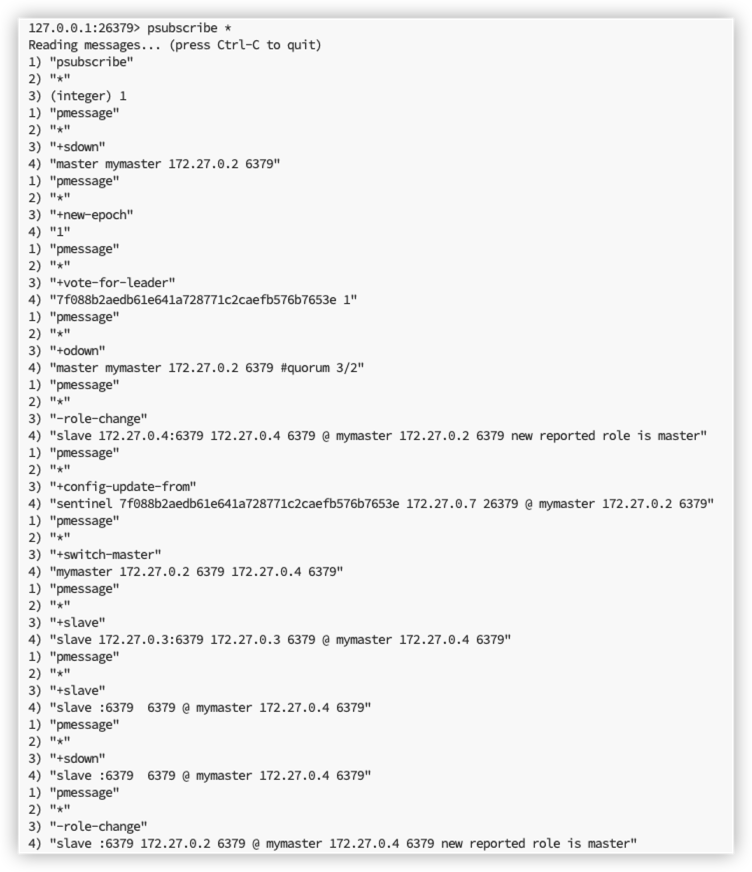 127.0.0.1:26379> psubscribe *
Reading messages... (press Ctrl-C to quit)
1) "psubscribe"
2) "*"
3) (integer) 1
1) "pmessage"
2) "*"
3) "+sdown"
4) "master mymaster 172.27.0.2 6379"
1) "pmessage"
2) "*"
3) "+new-epoch"
4) "1"
1) "pmessage"
2) "*"
3) "+vote-for-leader"
4) "7f088b2aedb61e641a728771c2caefb576b7653e 1"
1) "pmessage"
2) "*"
3) "+odown"
4) "master mymaster 172.27.0.2 6379 #quorum 3/2"
1) "pmessage"
2) "*"
3) "-role-change"
4) "slave 172.27.0.4:6379 172.27.0.4 6379 @ mymaster 172.27.0.2 6379 new reported role is master"
1) "pmessage"
2) "*"
3) "+config-update-from"
4) "sentinel 7f088b2aedb61e641a728771c2caefb576b7653e 172.27.0.7 26379 @ mymaster 172.27.0.2 6379"
1) "pmessage"
2) "*"
3) "+switch-master"
4) "mymaster 172.27.0.2 6379 172.27.0.4 6379"
1) "pmessage"
2) "*"
3) "+slave"
4) "slave 172.27.0.3:6379 172.27.0.3 6379 @ mymaster 172.27.0.4 6379"
1) "pmessage"
2) "*"
3) "+slave"
4) "slave :6379  6379 @ mymaster 172.27.0.4 6379"
1) "pmessage"
2) "*"
3) "+sdown"
4) "slave :6379  6379 @ mymaster 172.27.0.4 6379"
1) "pmessage"
2) "*"
3) "-role-change"
4) "slave :6379 172.27.0.2 6379 @ mymaster 172.27.0.4 6379 new reported role is master"